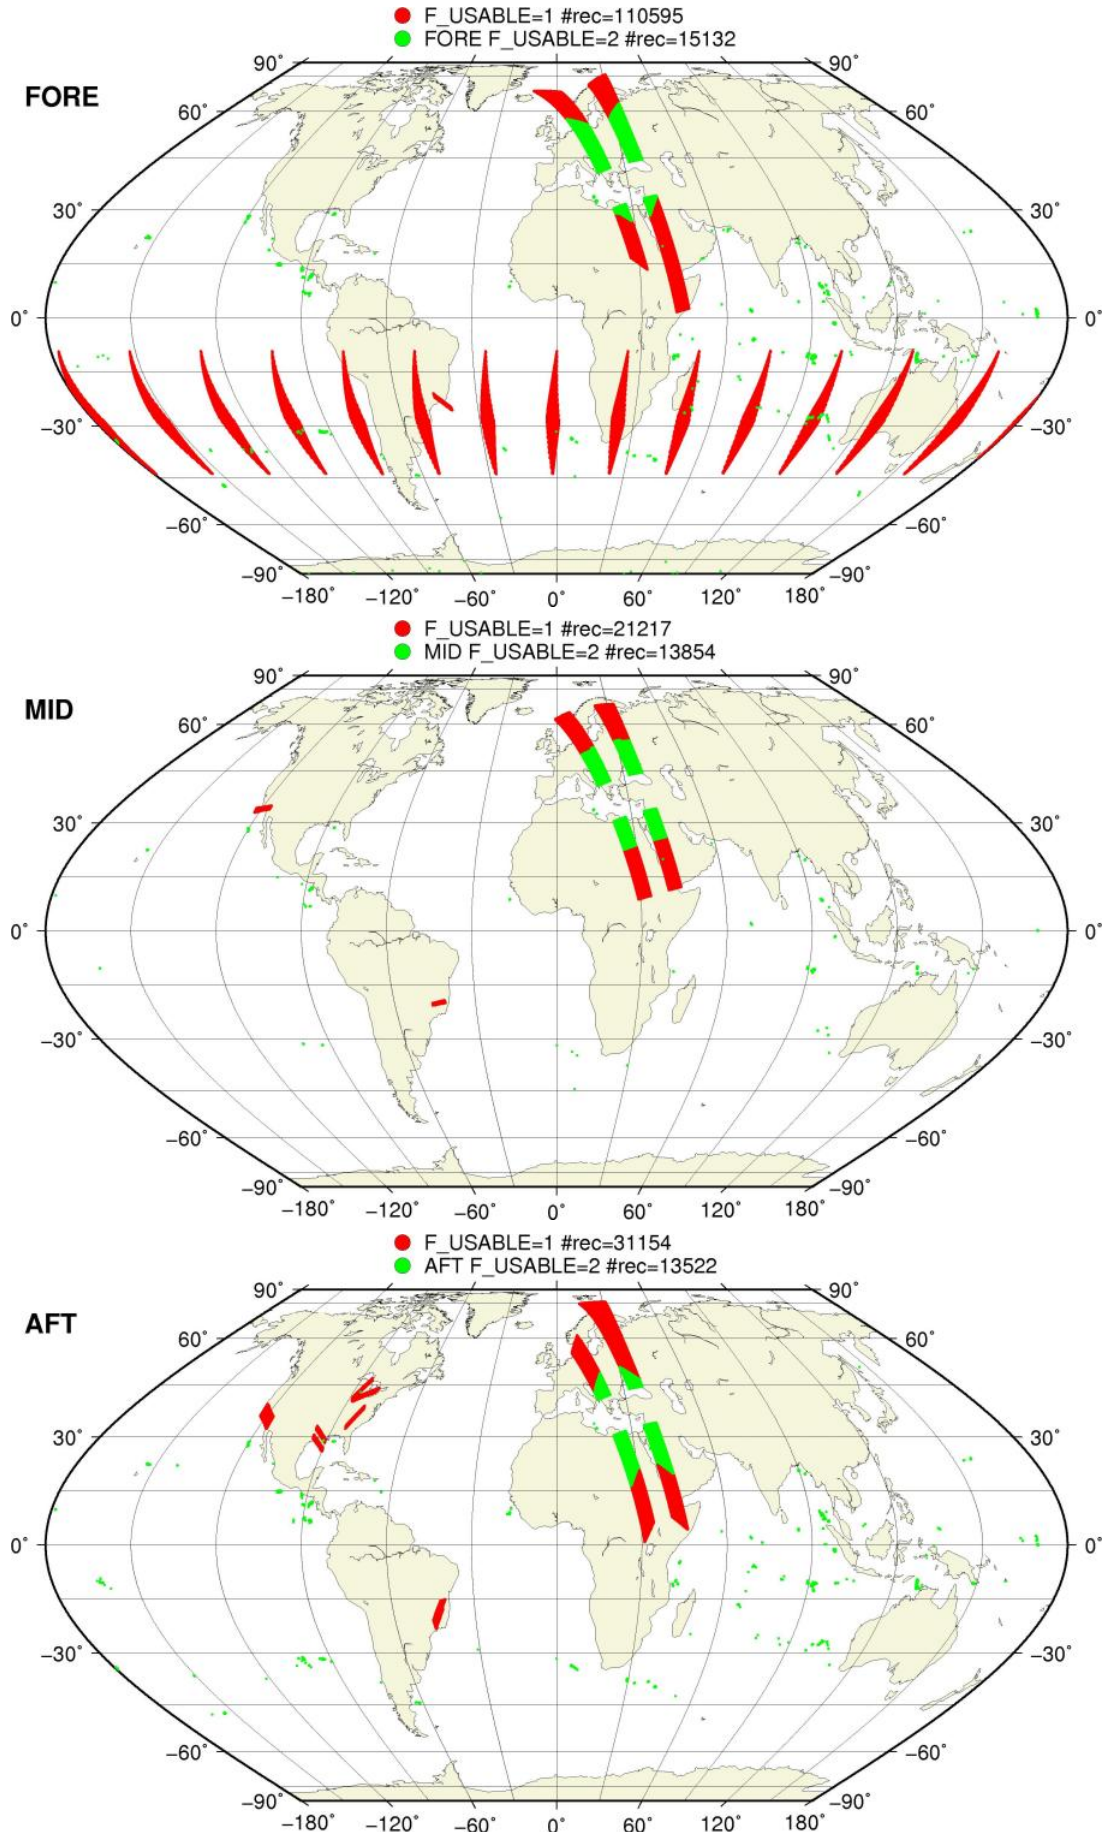 F_USABLE=1 #rec=110595
FORE F_USABLE=2 #rec=15132
FORE
90° 90°
60° 60°
30° 30°
0° 0°
−30° −30°
−60° −60°
−90° −90°
−180° −120° −60° 0° 60° 120° 180°
F_USABLE=1 #rec=21217
MID F_USABLE=2 #rec=13854
MID
90° 90°
60° 60°
30° 30°
0° 0°
−30° −30°
−60° −60°
−90° −90°
−180° −120° −60° 0° 60° 120° 180°
F_USABLE=1 #rec=31154
AFT F_USABLE=2 #rec=13522
AFT
90° 90°
60° 60°
30° 30°
0° 0°
−30° −30°
−60° −60°
−90° −90°
−180° −120° −60° 0° 60° 120° 180°